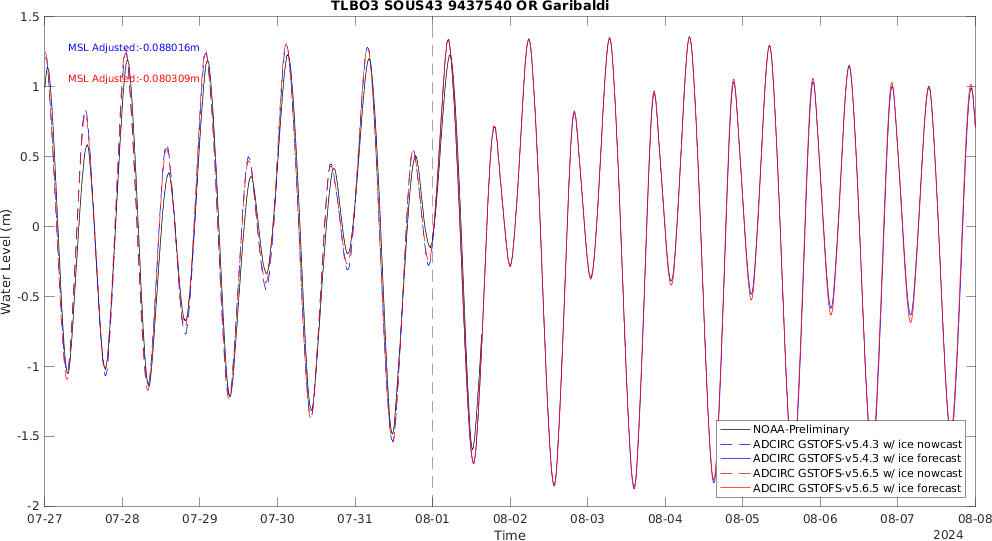 TLBO3 SOUS43 9437540 OR Garibaldi
1.5
MSL Adjusted:-0.088016m
MSL Adjusted:-0.080309m
1
0.5
0
-0.5
-1
-1.5
-2
Water Level (m)
NOAA-Preliminary
ADCIRC GSTOFS-v5.4.3 w/ ice nowcast
ADCIRC GSTOFS-v5.4.3 w/ ice forecast
ADCIRC GSTOFS-v5.6.5 w/ ice nowcast
ADCIRC GSTOFS-v5.6.5 w/ ice forecast
07-27 07-28 07-29 07-30 07-31 08-01 08-02 08-03 08-04 08-05 08-06 08-07 08-08
Time
2024